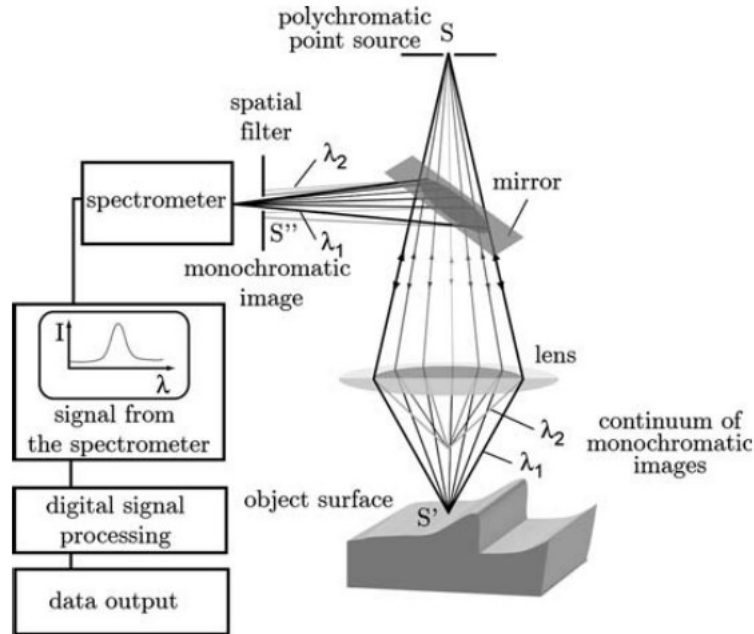 polychromatic
point source
S
spatial
filter
λ2
mirror
spectrometer
S''
λ1
monochromatic
image
I
λ
signal from
the spectrometer
lens
λ2
continuum of
monochromatic
images
λ1
object surface
S'
digital signal
processing
data output